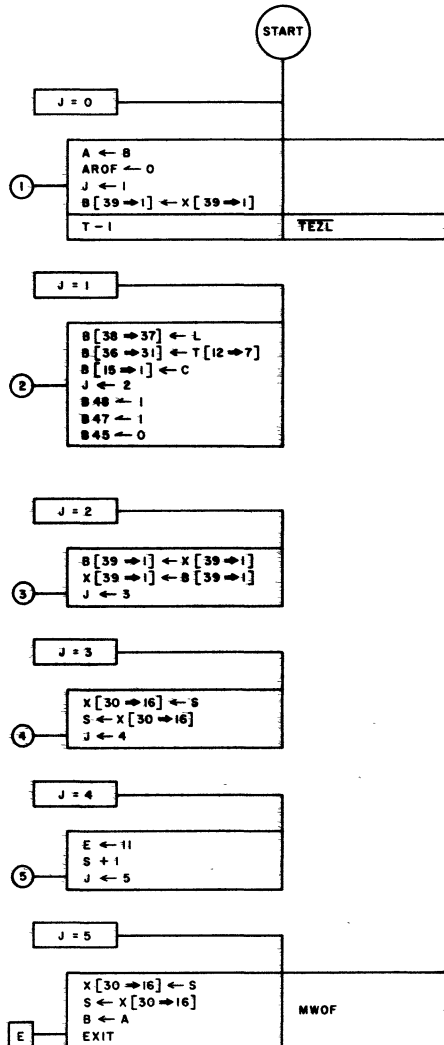 START
J = 0
A ← B
AROF ← 0
J ← 1
B[39 → 1] ← X[39 → 1]
1
T - 1
TEZL
J = 1
B[38 → 37] ← L
B[36 → 31] ← T[12 → 7]
B[15 → 1] ← C
2
J ← 2
B48 ← 1
B47 ← 1
B45 ← 0
J = 2
B[39 → 1] ← X[39 → 1]
X[39 → 1] ← B[39 → 1]
3
J ← 3
J = 3
X[30 → 16] ← S
S ← X[30 → 16]
4
J ← 4
J = 4
E ← 11
S + 1
5
J ← 5
J = 5
X[30 → 16] ← S
S ← X[30 → 16]
MWOF
B ← A
E
EXIT